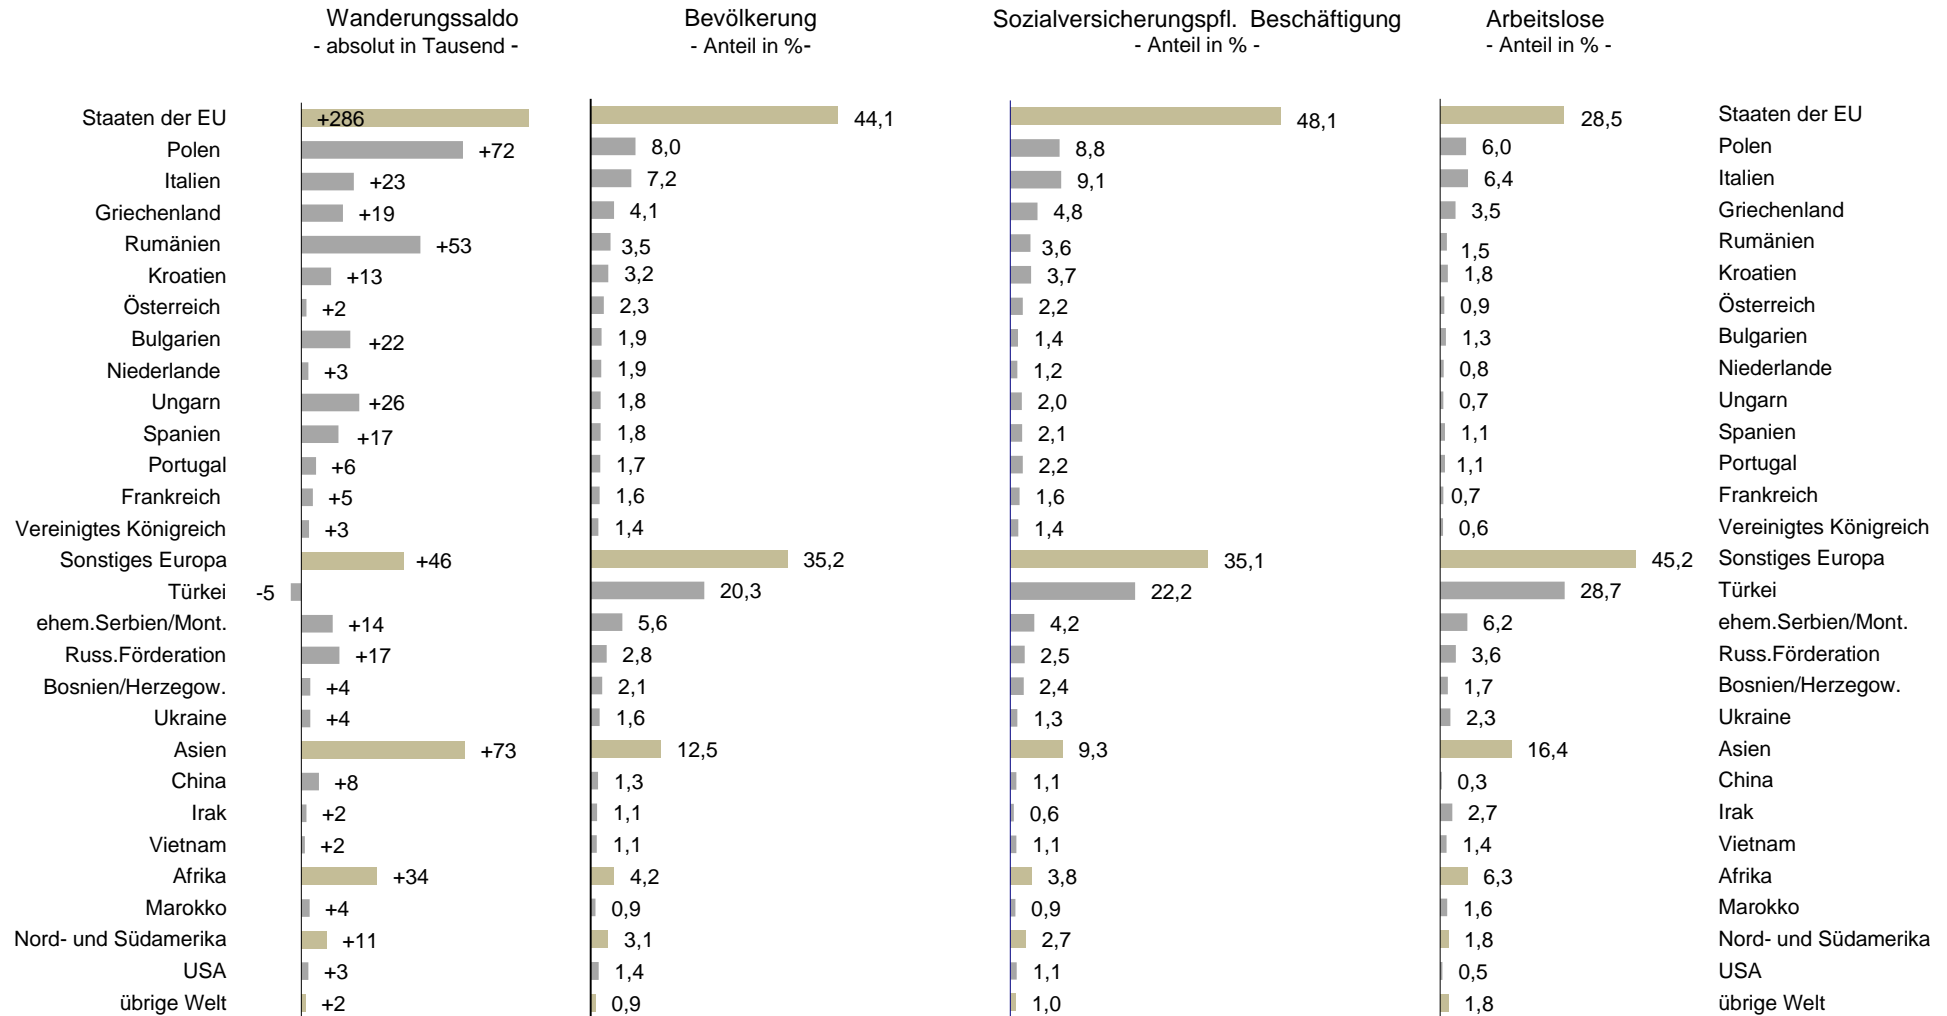 Wanderungssaldo Bevölkerung Sozialversicherungspfl. Beschäftigung Arbeitslose
- absolut in Tausend - - Anteil in %- - Anteil in % - - Anteil in % -
Staaten der EU +286 44,1 48,1 28,5 Staaten der EU
Polen +72 8,0 8,8 6,0 Polen
Italien +23 7,2 9,1 6,4 Italien
Griechenland +19 4,1 4,8 3,5 Griechenland
Rumänien +53 3,5 3,6 1,5 Rumänien
Kroatien +13 3,2 3,7 1,8 Kroatien
Österreich +2 2,3 2,2 0,9 Österreich
Bulgarien +22 1,9 1,4 1,3 Bulgarien
Niederlande +3 1,9 1,2 0,8 Niederlande
Ungarn +26 1,8 2,0 0,7 Ungarn
Spanien +17 1,8 2,1 1,1 Spanien
Portugal +6 1,7 2,2 1,1 Portugal
Frankreich +5 1,6 1,6 0,7 Frankreich
Vereinigtes Königreich +3 1,4 1,4 0,6 Vereinigtes Königreich
Sonstiges Europa +46 35,2 35,1 45,2 Sonstiges Europa
Türkei -5 20,3 22,2 28,7 Türkei
ehem.Serbien/Mont. +14 5,6 4,2 6,2 ehem.Serbien/Mont.
Russ.Förderation +17 2,8 2,5 3,6 Russ.Förderation
Bosnien/Herzegow. +4 2,1 2,4 1,7 Bosnien/Herzegow.
Ukraine +4 1,6 1,3 2,3 Ukraine
Asien +73 12,5 9,3 16,4 Asien
China +8 1,3 1,1 0,3 China
Irak +2 1,1 0,6 2,7 Irak
Vietnam +2 1,1 1,1 1,4 Vietnam
Afrika +34 4,2 3,8 6,3 Afrika
Marokko +4 0,9 0,9 1,6 Marokko
Nord- und Südamerika +11 3,1 2,7 1,8 Nord- und Südamerika
USA +3 1,4 1,1 0,5 USA
übrige Welt +2 0,9 1,0 1,8 übrige Welt